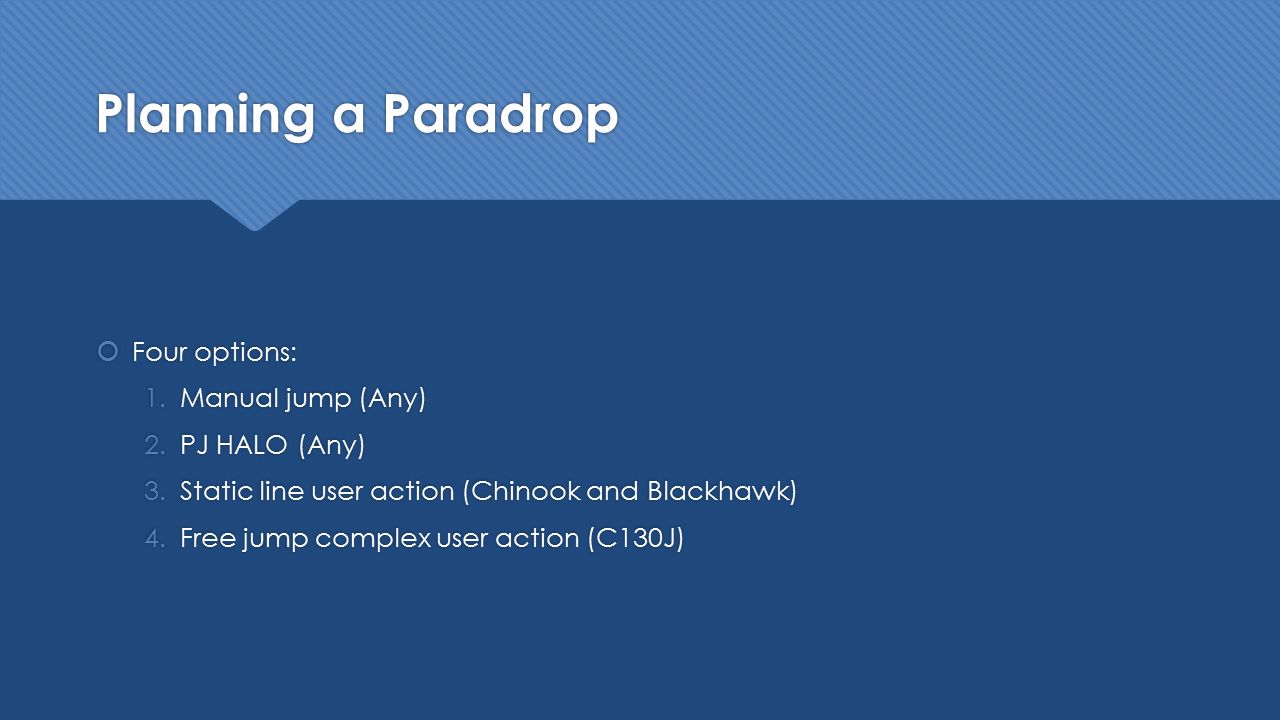 Planning a Paradrop
Four options:
1. Manual jump (Any)
2. PJ HALO (Any)
3. Static line user action (Chinook and Blackhawk)
4. Free jump complex user action (C130J)